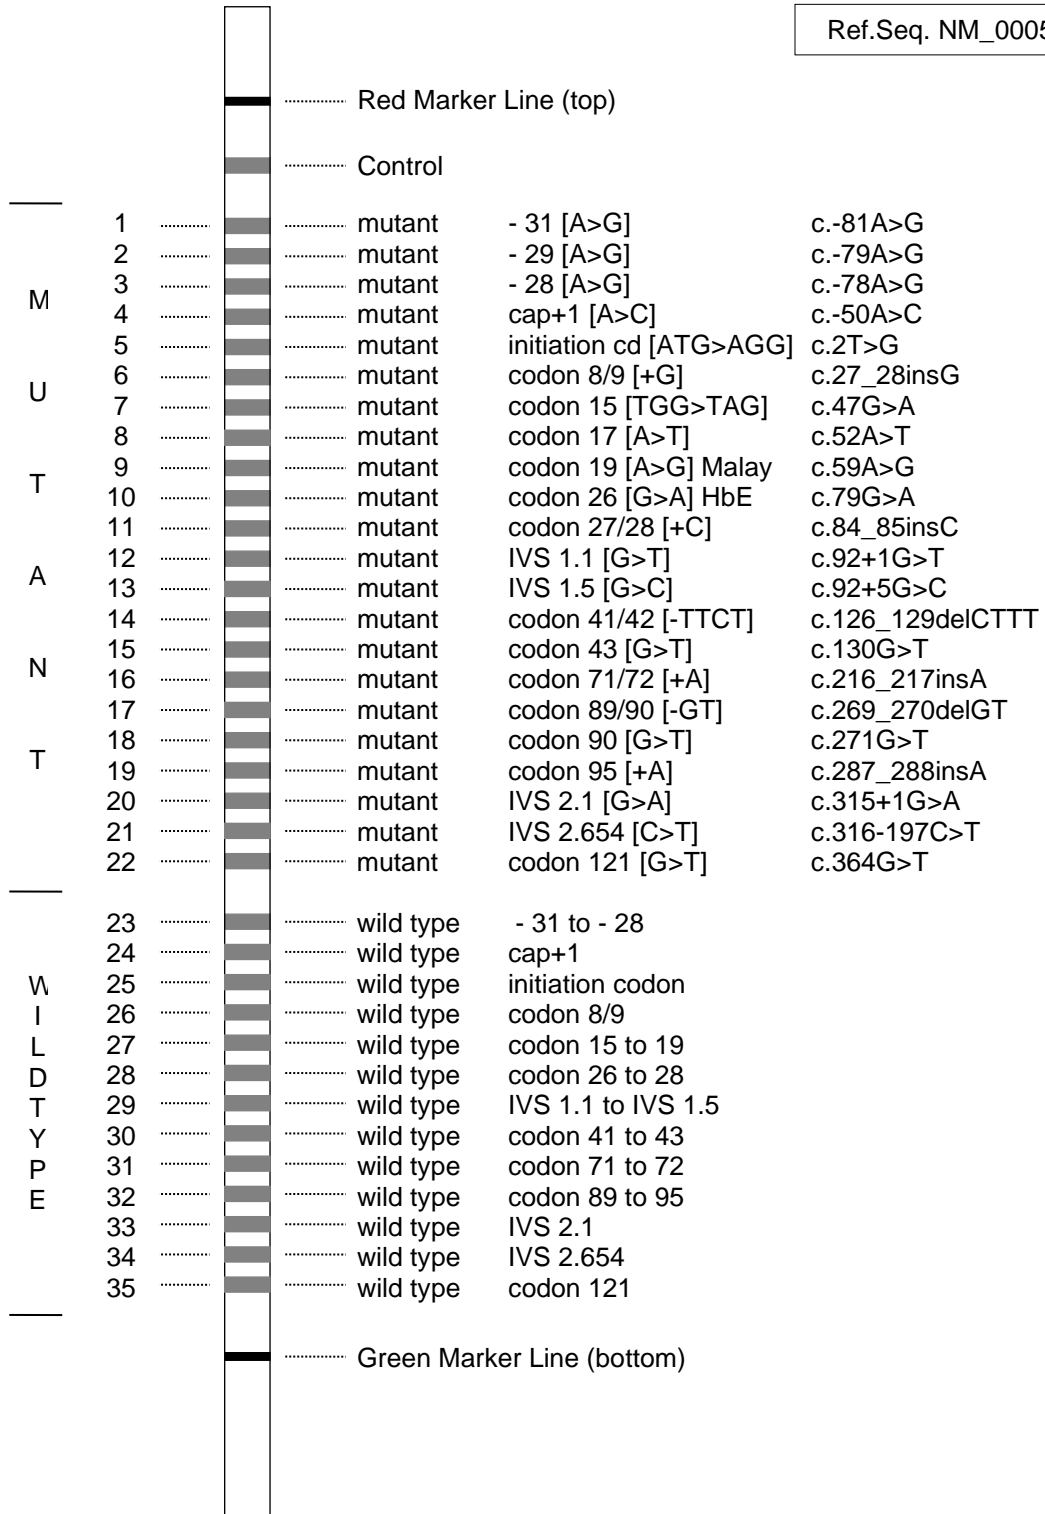 Ref.Seq. NM_0005
Red Marker Line (top)
Control
1 mutant - 31 [A>G] c.-81A>G
2 mutant - 29 [A>G] c.-79A>G
3 mutant - 28 [A>G] c.-78A>G
4 mutant cap+1 [A>C] c.-50A>C
5 mutant initiation cd [ATG>AGG] c.2T>G
6 mutant codon 8/9 [+G] c.27_28insG
7 mutant codon 15 [TGG>TAG] c.47G>A
8 mutant codon 17 [A>T] c.52A>T
9 mutant codon 19 [A>G] Malay c.59A>G
10 mutant codon 26 [G>A] HbE c.79G>A
11 mutant codon 27/28 [+C] c.84_85insC
12 mutant IVS 1.1 [G>T] c.92+1G>T
13 mutant IVS 1.5 [G>C] c.92+5G>C
14 mutant codon 41/42 [-TTCT] c.126_129delCTTT
15 mutant codon 43 [G>T] c.130G>T
16 mutant codon 71/72 [+A] c.216_217insA
17 mutant codon 89/90 [-GT] c.269_270delGT
18 mutant codon 90 [G>T] c.271G>T
19 mutant codon 95 [+A] c.287_288insA
20 mutant IVS 2.1 [G>A] c.315+1G>A
21 mutant IVS 2.654 [C>T] c.316-197C>T
22 mutant codon 121 [G>T] c.364G>T
M
U
T
A
N
T
23 wild type - 31 to - 28
24 wild type cap+1
25 wild type initiation codon
26 wild type codon 8/9
27 wild type codon 15 to 19
28 wild type codon 26 to 28
29 wild type IVS 1.1 to IVS 1.5
30 wild type codon 41 to 43
31 wild type codon 71 to 72
32 wild type codon 89 to 95
33 wild type IVS 2.1
34 wild type IVS 2.654
35 wild type codon 121
W
I
L
D
T
Y
P
E
Green Marker Line (bottom)